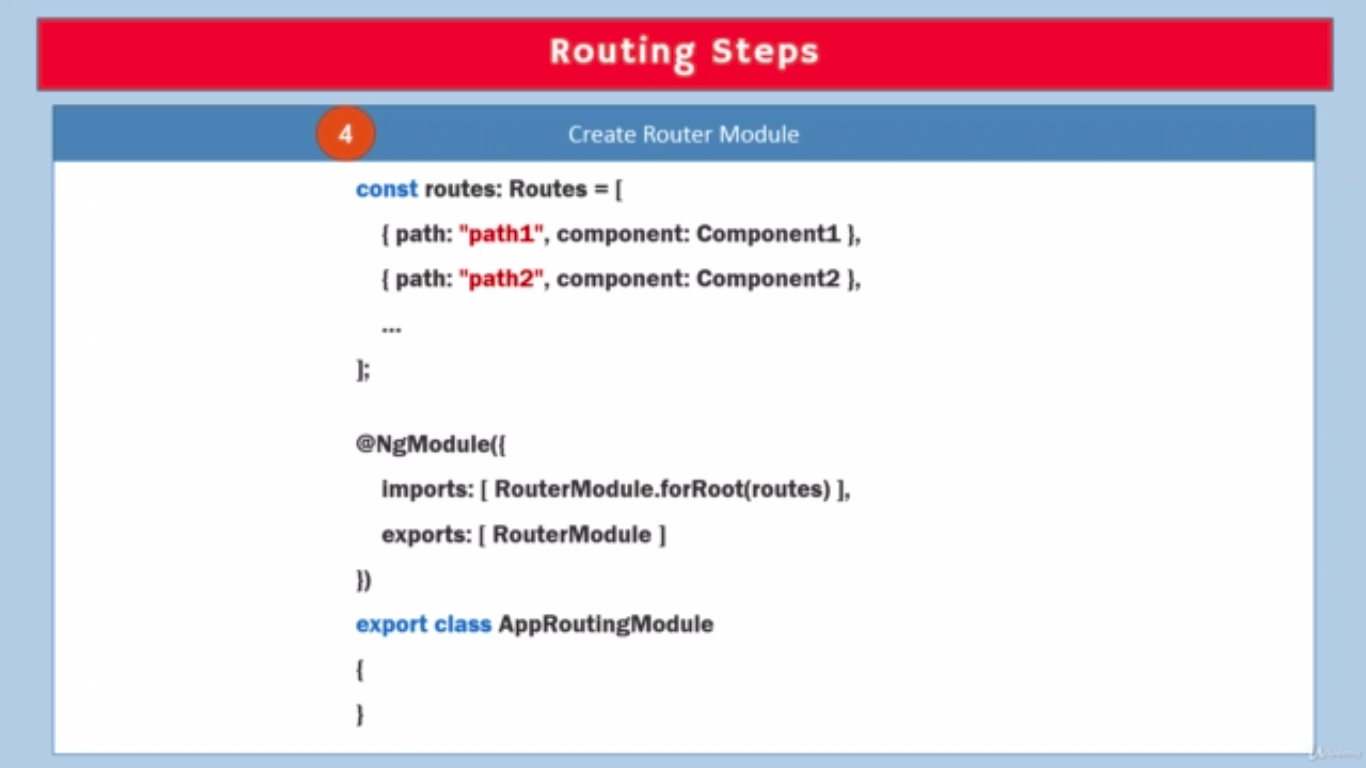 Routing Steps
4
Create Router Module
const routes: Routes = [
{ path: "path1", component: Component1 },
{ path: "path2", component: Component2 },
...
];
@NgModule({
imports: [ RouterModule.forRoot(routes) ],
exports: [ RouterModule ]
})
export class AppRoutingModule
{
}